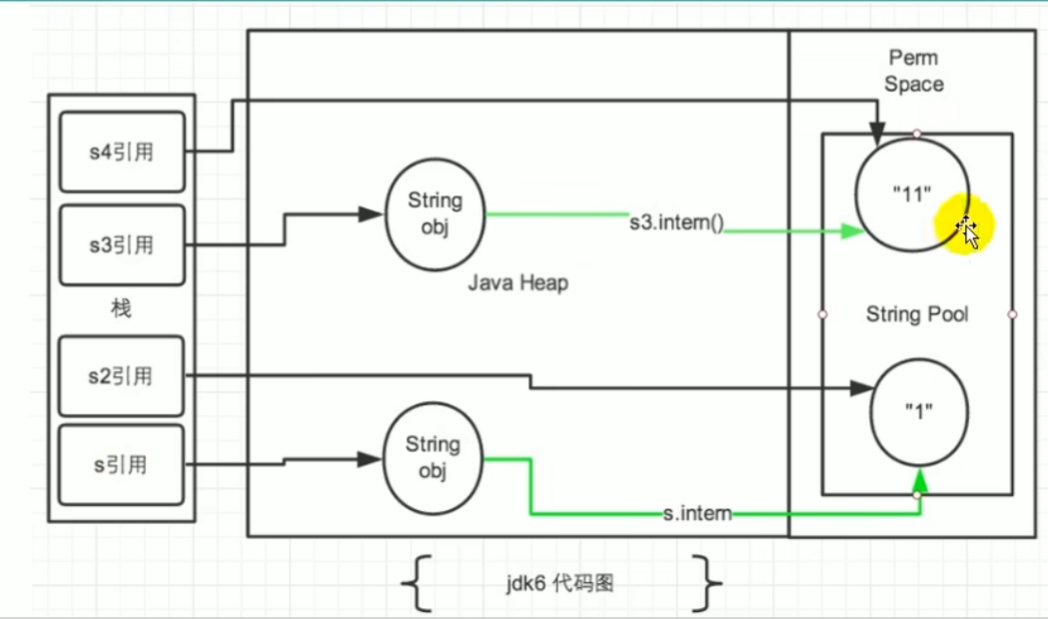 Perm
Space
s4引用
"11"
String
obj
s3.intern()
s3引用
Java Heap
栈
String Pool
s2引用
"1"
String
obj
s引用
s.intern
jdk6 代码图